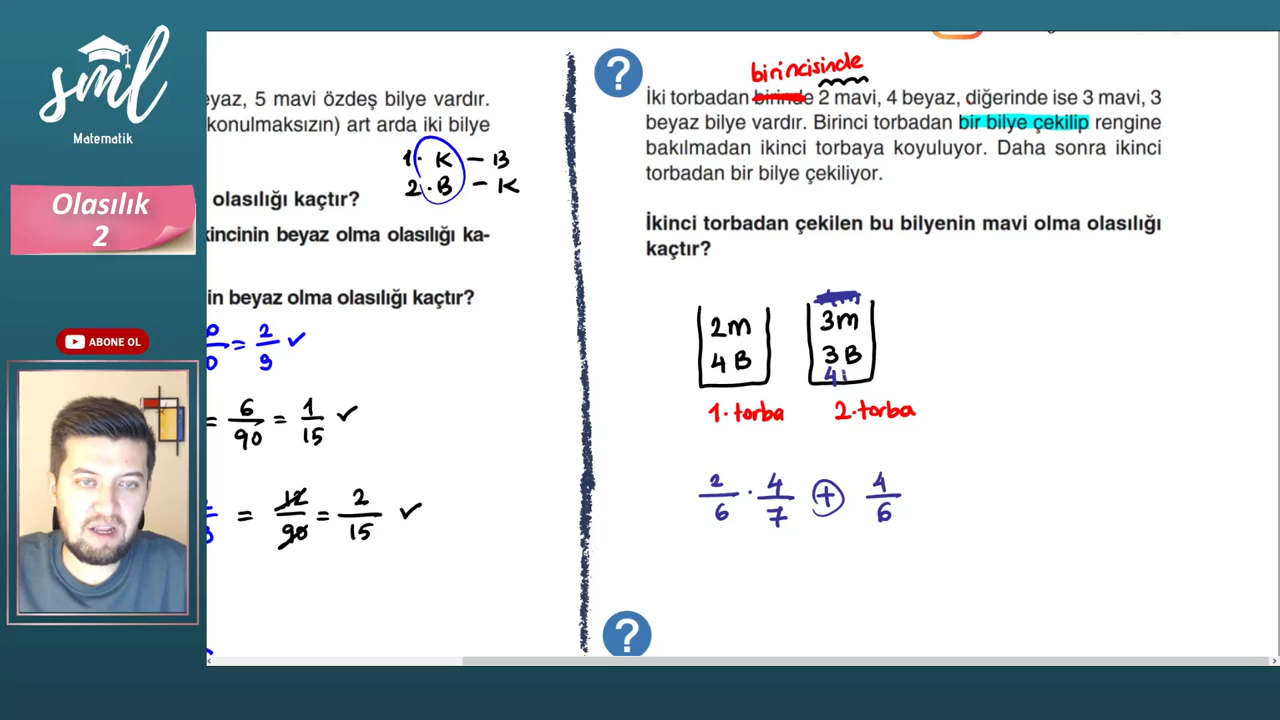 sml
Matematik
Olasılık
2
ABONE OL
eyaz, 5 mavi özdeş bilye vardır.
konulmaksızın) art arda iki bilye
1. K – B
2. B – K
olasılığı kaçtır?
kincinin beyaz olma olasılığı ka-
in beyaz olma olasılığı kaçtır?
= 2/9 ✓
= 6/90 = 1/15 ✓
= 12/90 = 2/15 ✓
?
birincisinde
İki torbadan birinde 2 mavi, 4 beyaz, diğerinde ise 3 mavi, 3
beyaz bilye vardır. Birinci torbadan bir bilye çekilip rengine
bakılmadan ikinci torbaya koyuluyor. Daha sonra ikinci
torbadan bir bilye çekiliyor.
İkinci torbadan çekilen bu bilyenin mavi olma olasılığı
kaçtır?
2m 3m
4B 3B
4
1. torba 2. torba
2/6 · 4/7 + 4/6
?